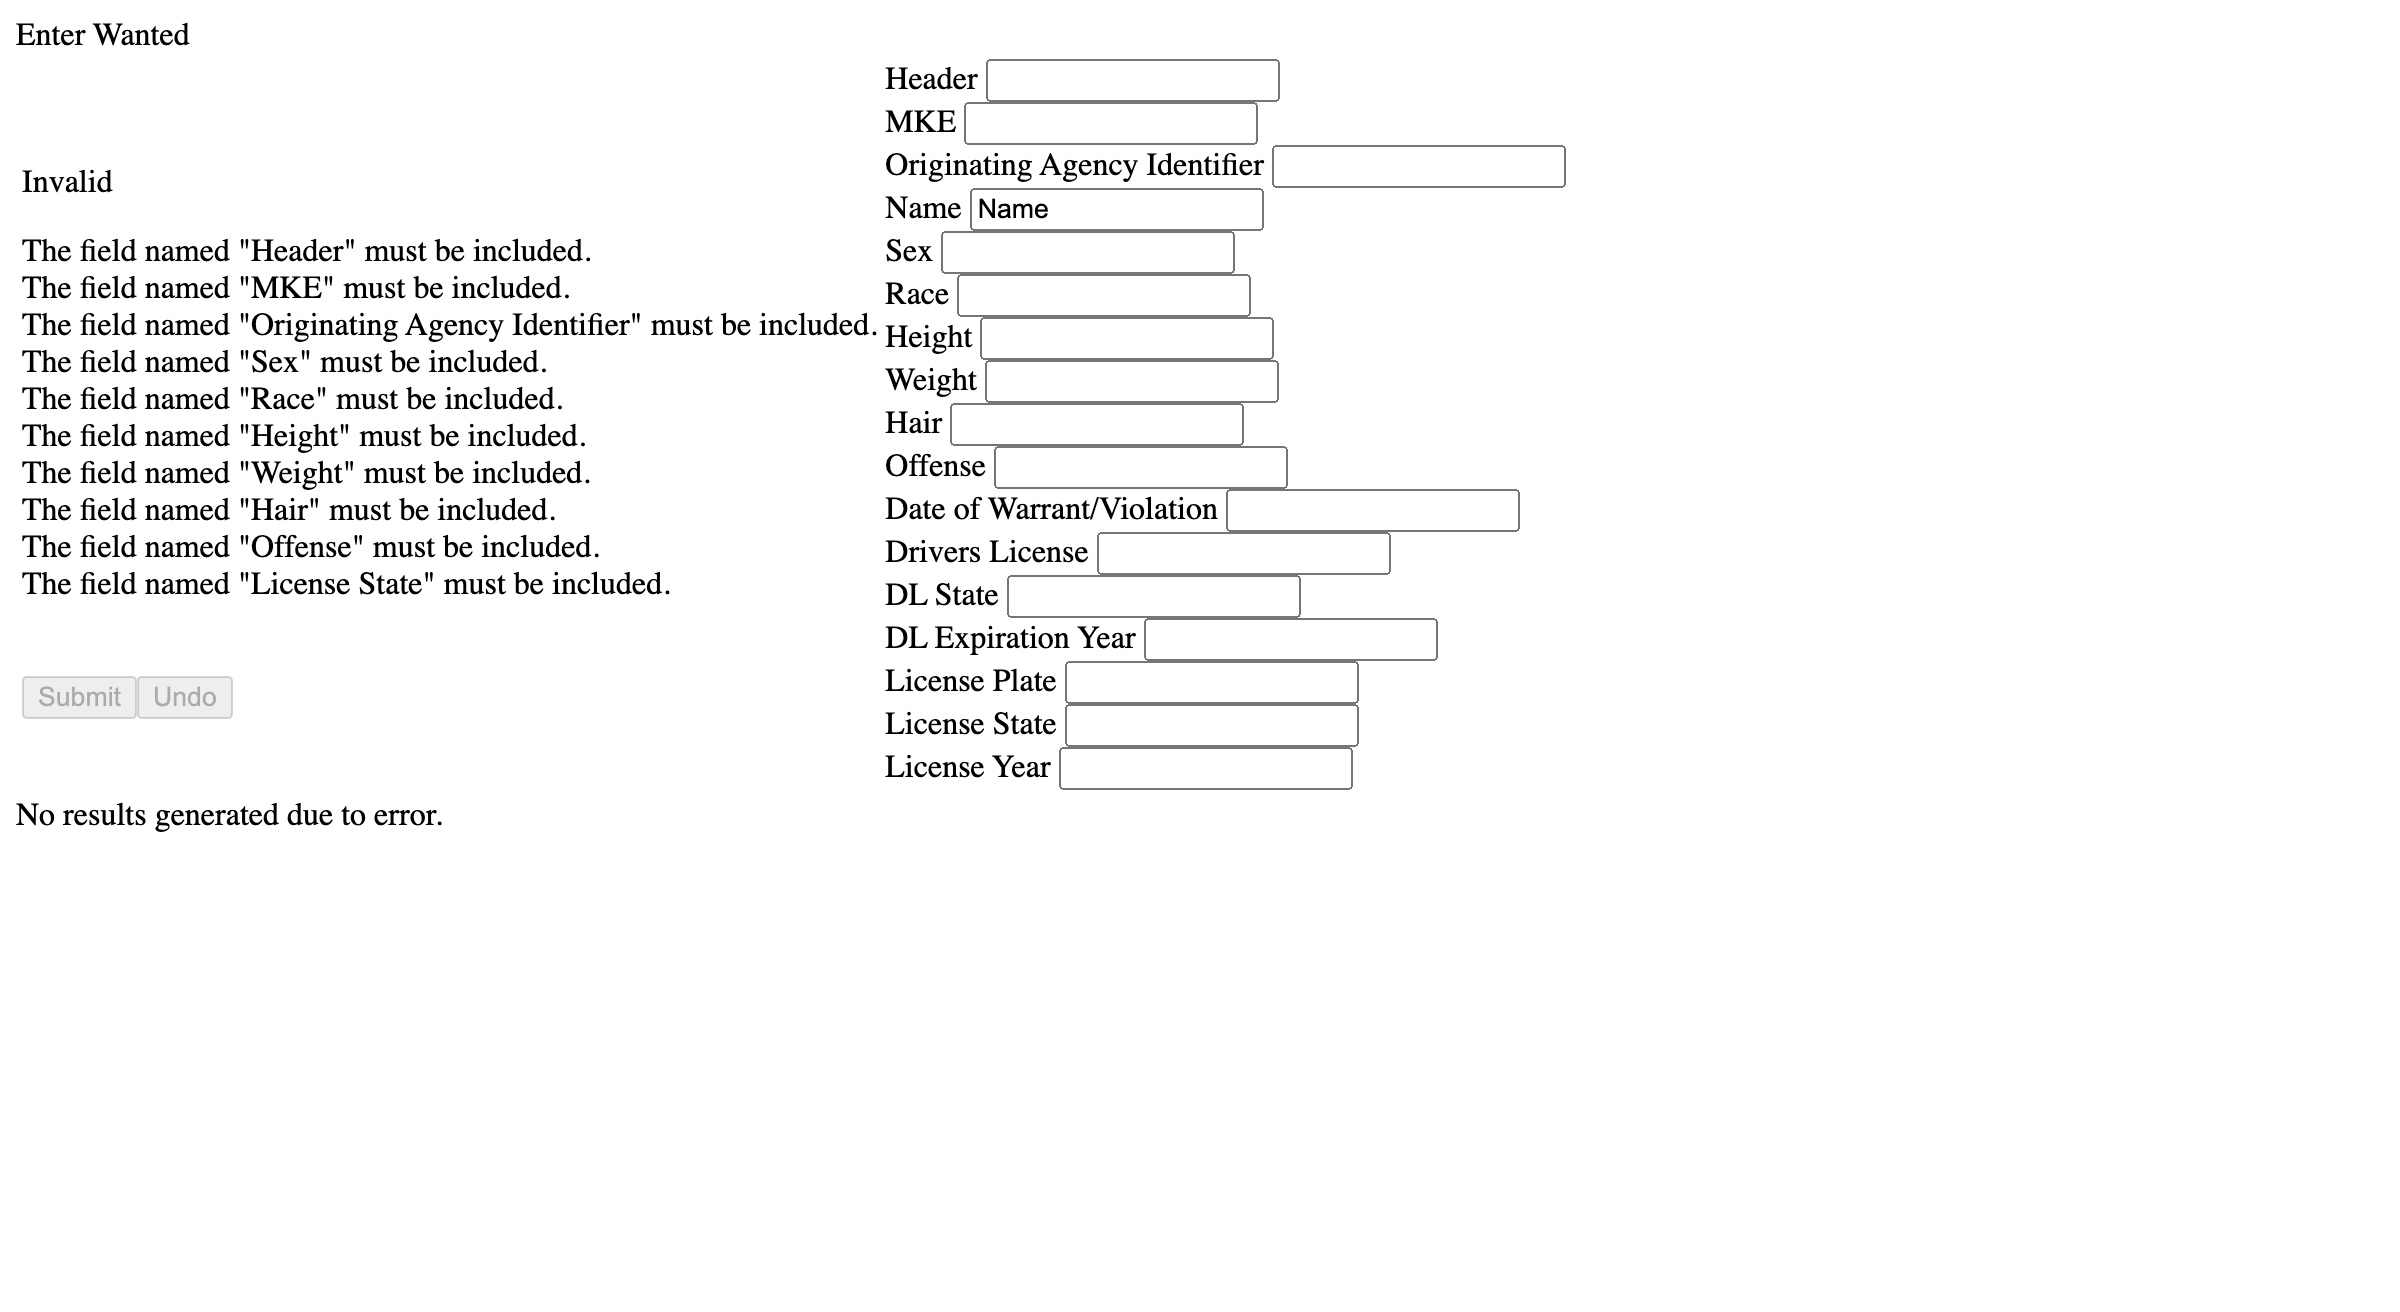 Enter Wanted
Invalid
The field named "Header" must be included.
The field named "MKE" must be included.
The field named "Originating Agency Identifier" must be included.
The field named "Sex" must be included.
The field named "Race" must be included.
The field named "Height" must be included.
The field named "Weight" must be included.
The field named "Hair" must be included.
The field named "Offense" must be included.
The field named "License State" must be included.
Submit Undo
Header
MKE
Originating Agency Identifier
Name Name
Sex
Race
Height
Weight
Hair
Offense
Date of Warrant/Violation
Drivers License
DL State
DL Expiration Year
License Plate
License State
License Year
No results generated due to error.